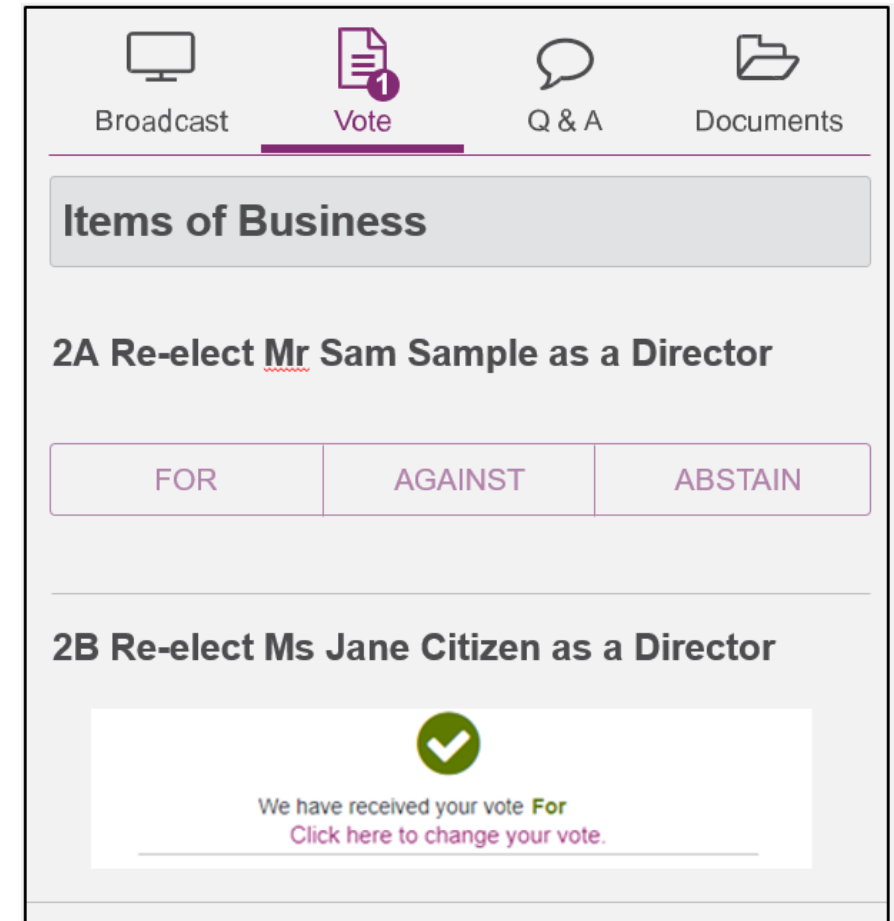 1
Broadcast Vote Q & A Documents
Items of Business
2A Re-elect Mr Sam Sample as a Director
FOR AGAINST ABSTAIN
2B Re-elect Ms Jane Citizen as a Director
We have received your vote For
Click here to change your vote.